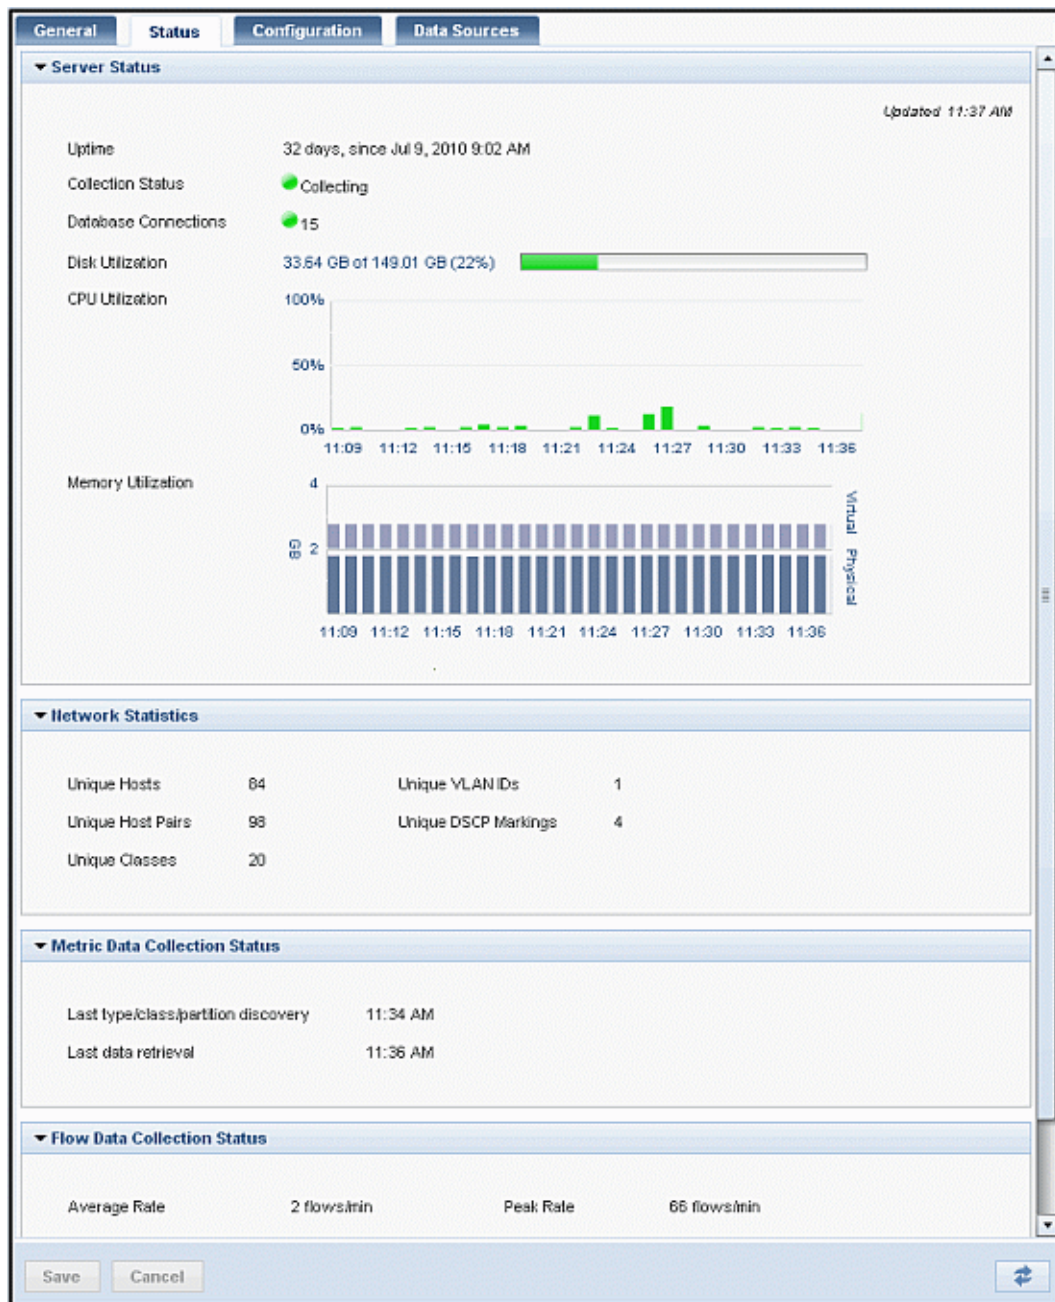 General Status Configuration Data Sources
Server Status
Updated 11:37 AM
Uptime 32 days, since Jul 9, 2010 9:02 AM
Collection Status Collecting
Database Connections 15
Disk Utilization 33.64 GB of 149.01 GB (22%)
CPU Utilization 100%
50%
0%
11:09 11:12 11:15 11:18 11:21 11:24 11:27 11:30 11:33 11:36
Memory Utilization 4
GB 2
Virtual Physical
11:09 11:12 11:15 11:18 11:21 11:24 11:27 11:30 11:33 11:36
Network Statistics
Unique Hosts 84 Unique VLAN IDs 1
Unique Host Pairs 98 Unique DSCP Markings 4
Unique Classes 20
Metric Data Collection Status
Last type/class/partition discovery 11:34 AM
Last data retrieval 11:36 AM
Flow Data Collection Status
Average Rate 2 flows/min Peak Rate 66 flows/min
Save Cancel